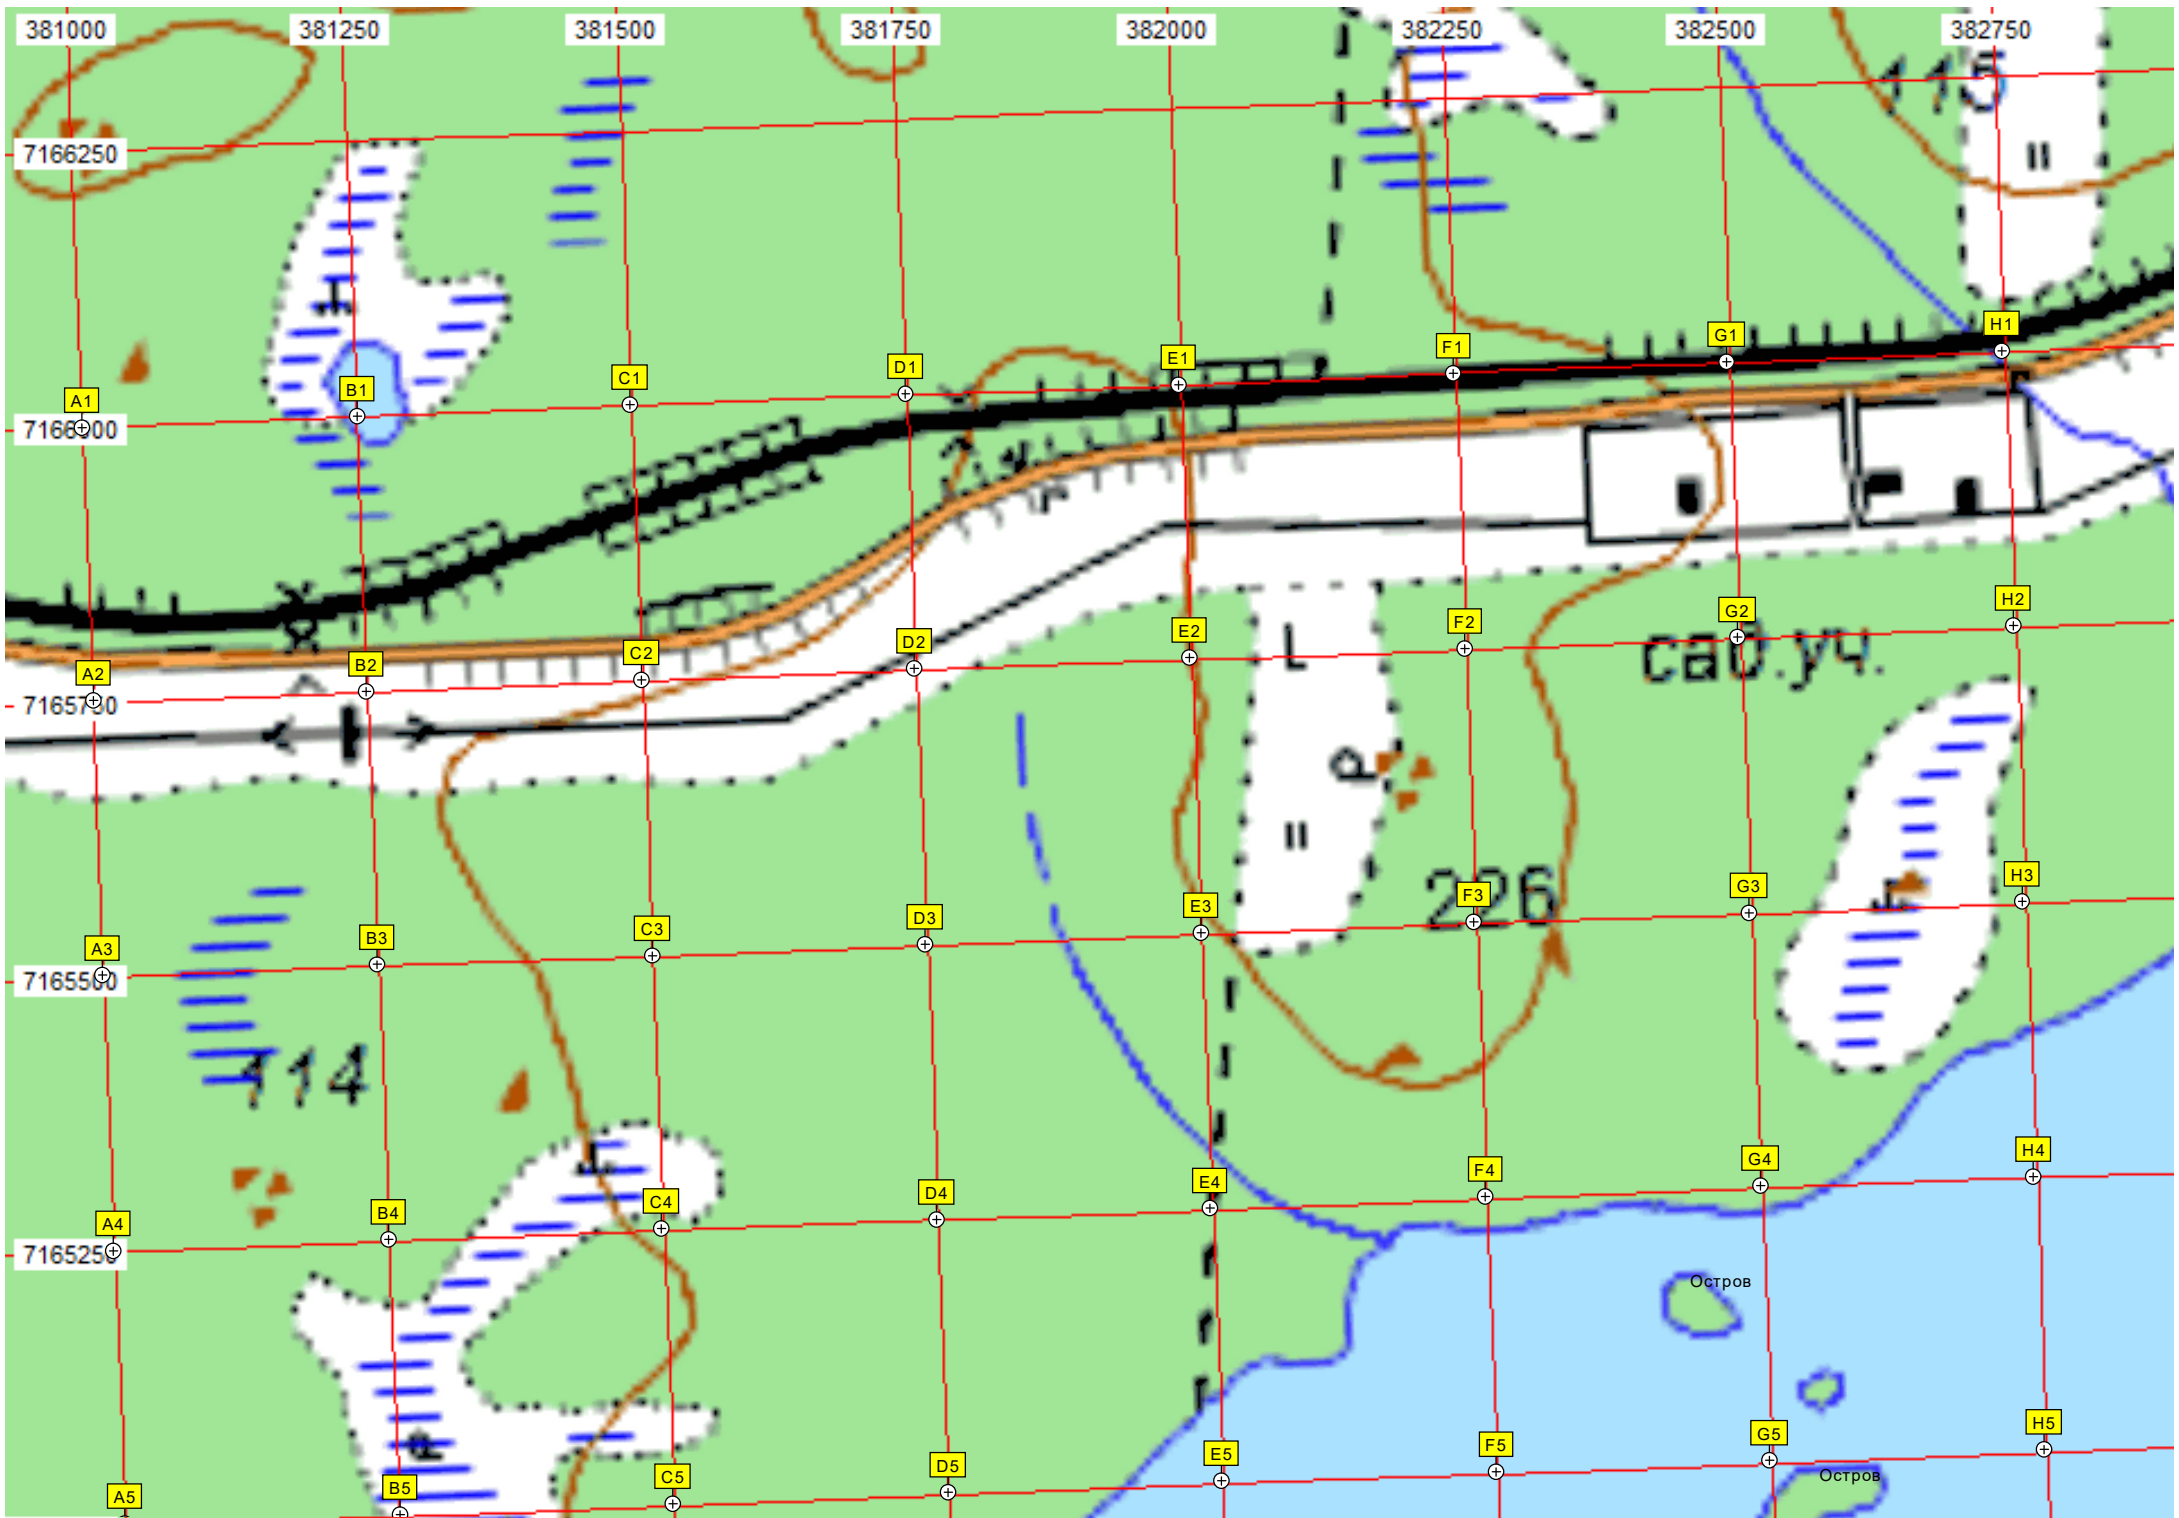 381000 381250 381500 381750 382000 382250 382500 382750
115
7166250
A1 B1 C1 D1 E1 F1 G1 H1
7166000
A2 B2 C2 D2 E2 F2 G2 H2
сад.уч.
7165750
226
A3 B3 C3 D3 E3 F3 G3 H3
7165500
114
A4 B4 C4 D4 E4 F4 G4 H4
7165250
Остров
A5 B5 C5 D5 E5 F5 G5 H5
Остров